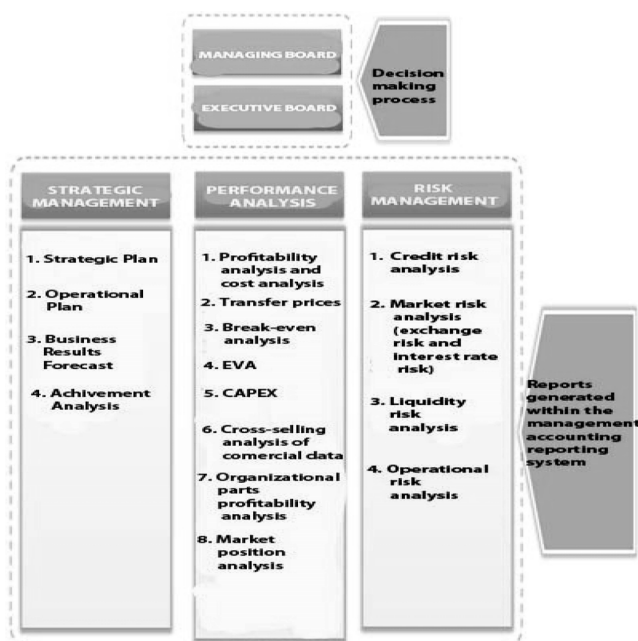 MANAGING BOARD
EXECUTIVE BOARD
Decision
making
process
STRATEGIC
MANAGEMENT
1. Strategic Plan
2. Operational
Plan
3. Business
Results
Forecast
4. Achivement
Analysis
PERFORMANCE
ANALYSIS
1. Profitability
analysis and
cost analysis
2. Transfer prices
3. Break-even
analysis
4. EVA
5. CAPEX
6. Cross-selling
analysis of
comercial data
7. Organizational
parts
profitability
analysis
8. Market
position
analysis
RISK
MANAGEMENT
1. Credit risk
analysis
2. Market risk
analysis
(exchange
risk and
interest rate
risk)
3. Liquidity
risk
analysis
4. Operational
risk
analysis
Reports
generated
within the
management
accounting
reporting
system